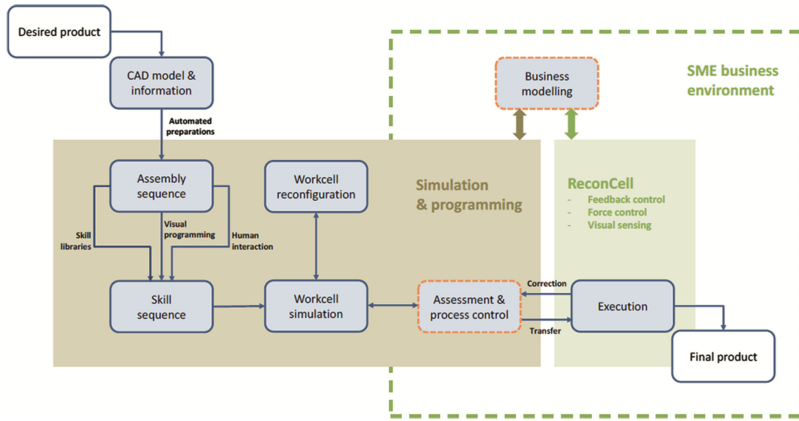 Desired product
CAD model &
information
Automated
preparations
Business
modelling
SME business
environment
Assembly
sequence
Workcell
reconfiguration
Simulation
& programming
ReconCell
- Feedback control
- Force control
- Visual sensing
Skill
libraries
Visual
programming
Human
interaction
Skill
sequence
Workcell
simulation
Assessment &
process control
Correction
Transfer
Execution
Final product